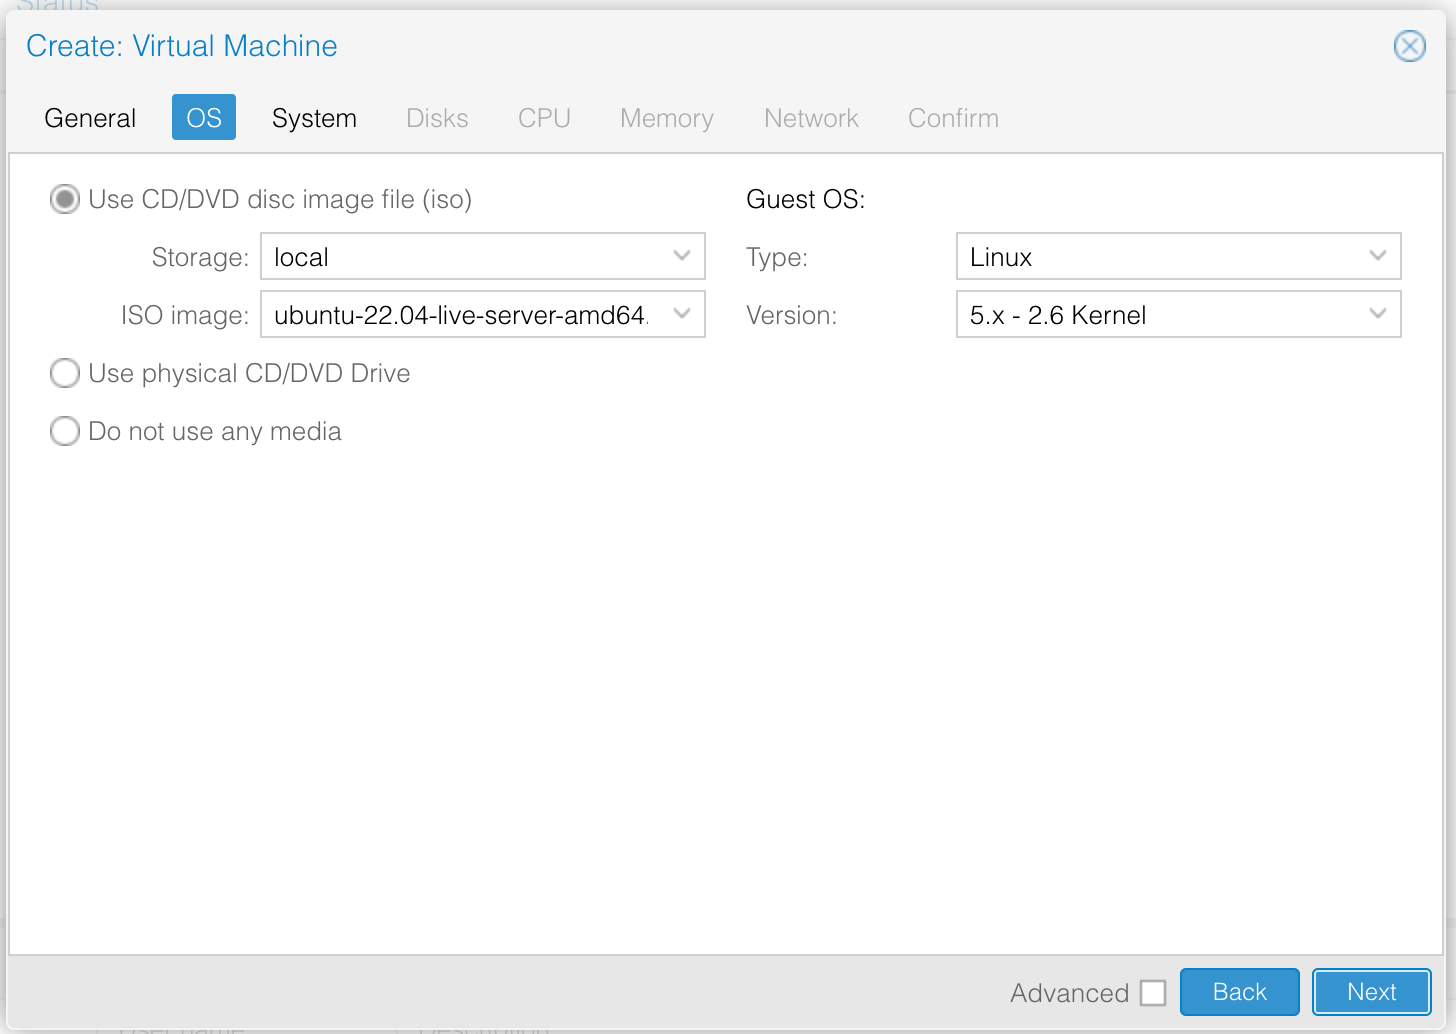 Status
Create: Virtual Machine
General OS System Disks CPU Memory Network Confirm
Use CD/DVD disc image file (iso)
Guest OS:
Storage: local
Type: Linux
ISO image: ubuntu-22.04-live-server-amd64.
Version: 5.x - 2.6 Kernel
Use physical CD/DVD Drive
Do not use any media
Advanced Back Next
User name Description